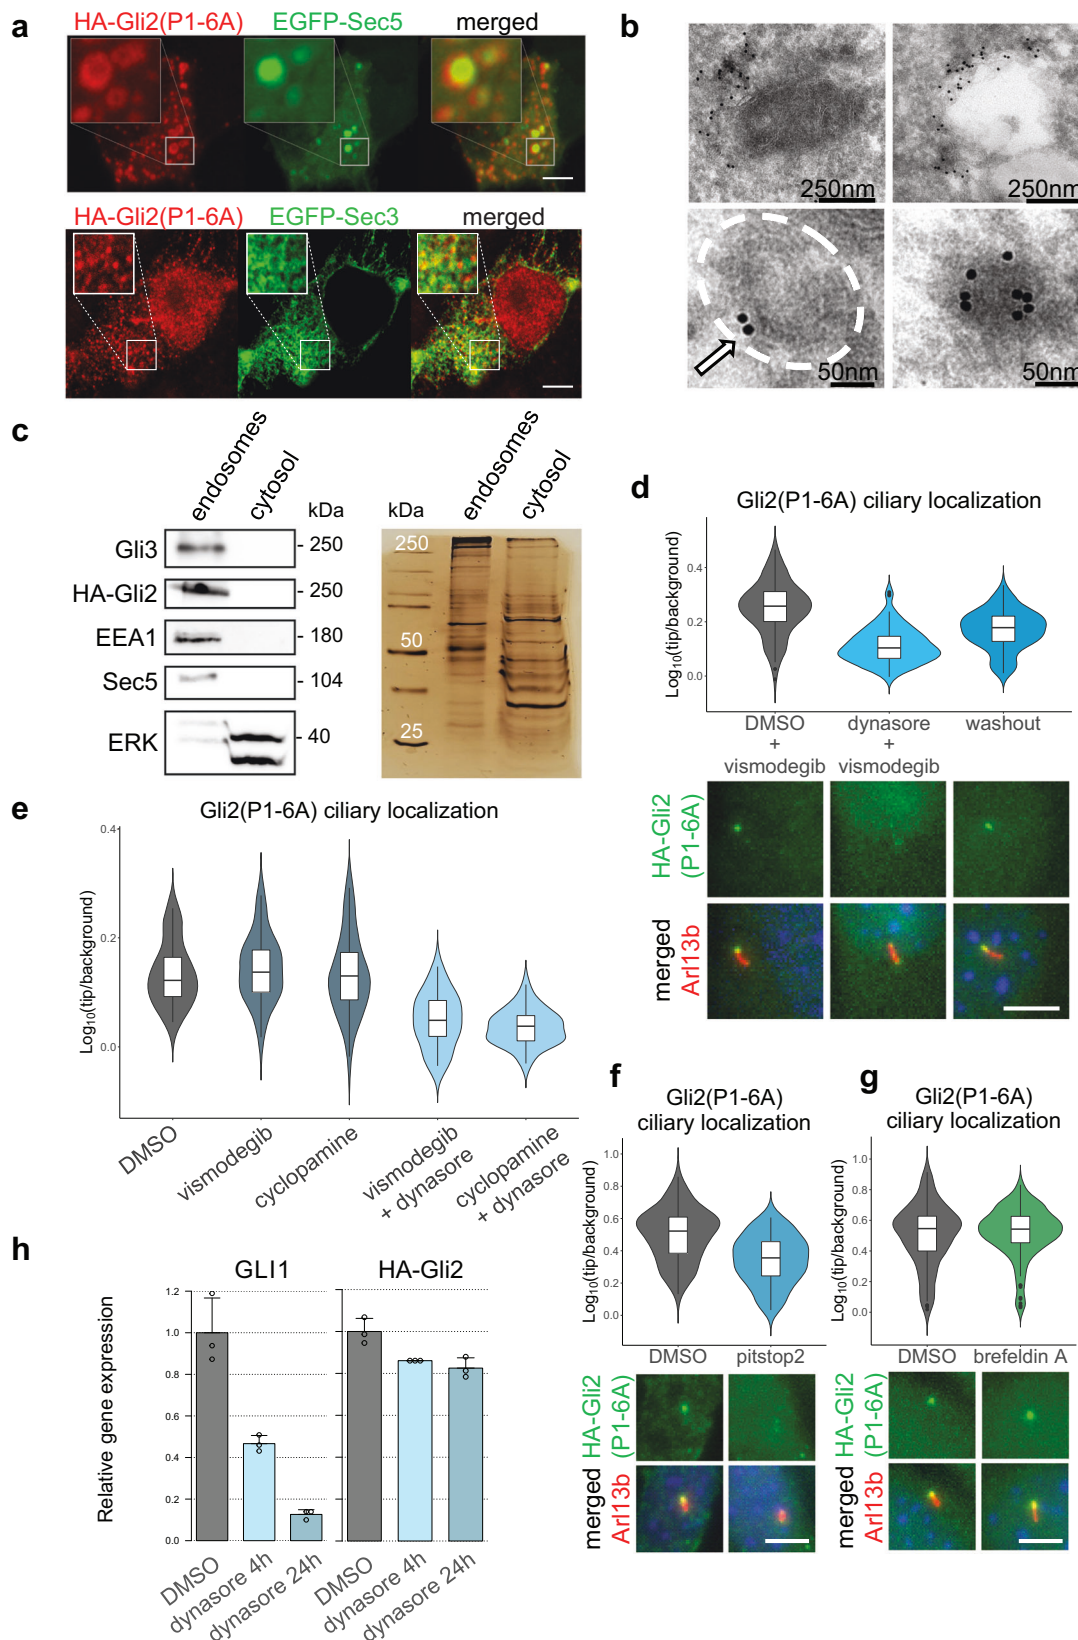 a
HA-Gli2(P1-6A) EGFP-Sec5 merged
HA-Gli2(P1-6A) EGFP-Sec3 merged
b
250nm 250nm
50nm 50nm
c
endosomes cytosol
kDa
Gli3 - 250
HA-Gli2 - 250
EEA1 - 180
Sec5 - 104
ERK - 40
kDa endosomes cytosol
250
50
25
d
Gli2(P1-6A) ciliary localization
Log10(tip/background)
0.4
0.2
0.0
DMSO + vismodegib
dynasore + vismodegib
washout
HA-Gli2 (P1-6A)
merged Arl13b
e
Gli2(P1-6A) ciliary localization
Log10(tip/background)
0.4
0.2
0.0
DMSO
vismodegib
cyclopamine
vismodegib + dynasore
cyclopamine + dynasore
f
Gli2(P1-6A)
ciliary localization
Log10(tip/background)
1.0
0.8
0.6
0.4
0.2
0.0
DMSO pitstop2
HA-Gli2 (P1-6A)
merged Arl13b
g
Gli2(P1-6A)
ciliary localization
Log10(tip/background)
1.0
0.8
0.6
0.4
0.2
0.0
DMSO brefeldin A
HA-Gli2 (P1-6A)
merged Arl13b
h
GLI1 HA-Gli2
Relative gene expression
1.2
1.0
0.8
0.6
0.4
0.2
0.0
DMSO
dynasore 4h
dynasore 24h
DMSO
dynasore 4h
dynasore 24h